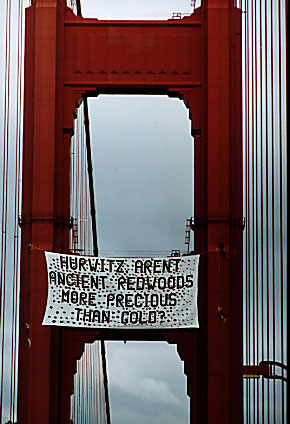 HURWITZ, ARENT
ANCIENT REDWOODS
MORE PRECIOUS
THAN GOLD?